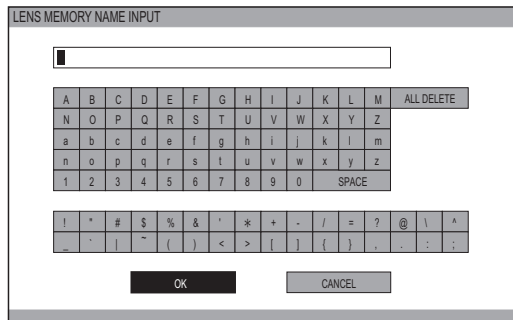 LENS MEMORY NAME INPUT
A B C D E F G H I J K L M ALL DELETE
N O P Q R S T U V W X Y Z
a b c d e f g h i j k l m
n o p q r s t u v w x y z
1 2 3 4 5 6 7 8 9 0 SPACE
! " # $ % & ' * + - / = ? @ \ ^
_ ` | ~ ( ) < > [ ] { } , . : ;
OK CANCEL